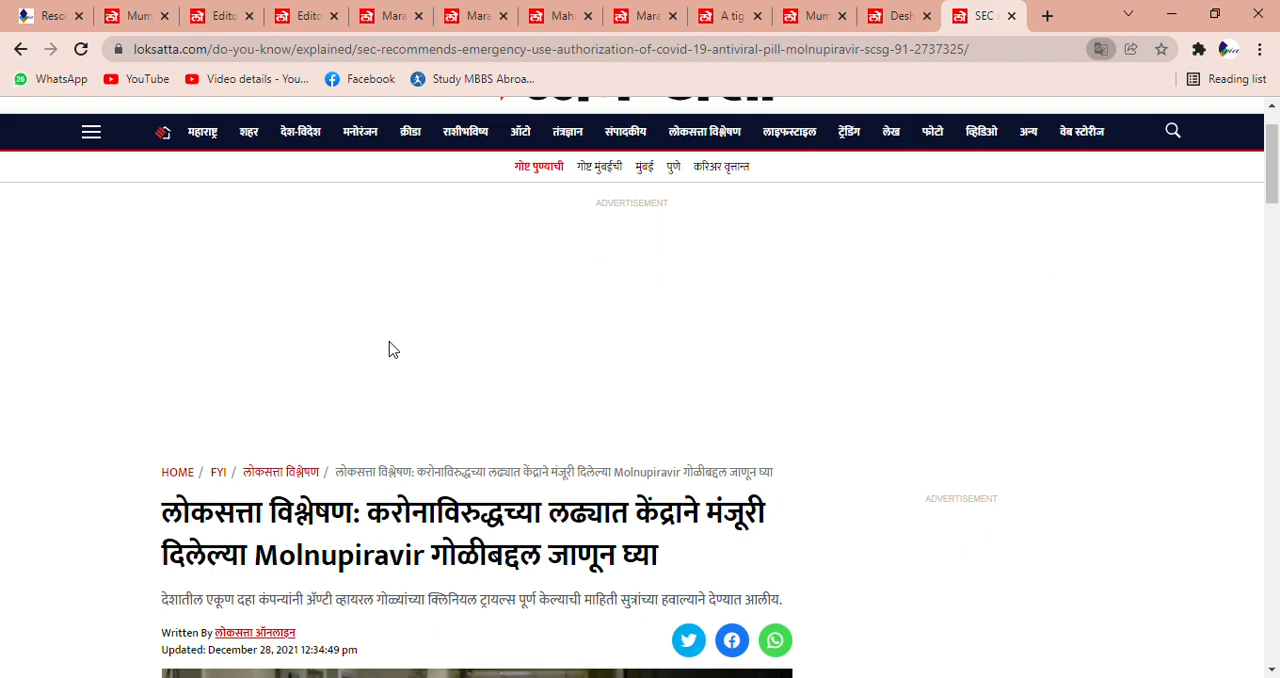 Reso
Mum
Edito
Edito
Mara
Mara
Mah
Mara
A tig
Mum
Desh
SEC
loksatta.com/do-you-know/explained/sec-recommends-emergency-use-authorization-of-covid-19-antiviral-pill-molnupiravir-scsg-91-2737325/
WhatsApp YouTube Video details - You... Facebook Study MBBS Abroa... Reading list
महाराष्ट्र शहर देश-विदेश मनोरंजन क्रीडा राशीभविष्य ऑटो तंत्रज्ञान संपादकीय लोकसत्ता विश्लेषण लाइफस्टाइल ट्रेंडिंग लेख फोटो व्हिडिओ अन्य वेब स्टोरीज
गोष्ट पुण्याची गोष्ट मुंबईची मुंबई पुणे करिअर वृत्तान्त
ADVERTISEMENT
HOME / FYI / लोकसत्ता विश्लेषण / लोकसत्ता विश्लेषण: करोनाविरुद्धच्या लढ्यात केंद्राने मंजूरी दिलेल्या Molnupiravir गोळीबद्दल जाणून घ्या
ADVERTISEMENT
लोकसत्ता विश्लेषण: करोनाविरुद्धच्या लढ्यात केंद्राने मंजूरी
दिलेल्या Molnupiravir गोळीबद्दल जाणून घ्या
देशातील एकूण दहा कंपन्यांनी अ‍ॅण्टी व्हायरल गोळ्यांच्या क्लिनियल ट्रायल्स पूर्ण केल्याची माहिती सुत्रांच्या हवाल्याने देण्यात आलीय.
Written By लोकसत्ता ऑनलाइन
Updated: December 28, 2021 12:34:49 pm